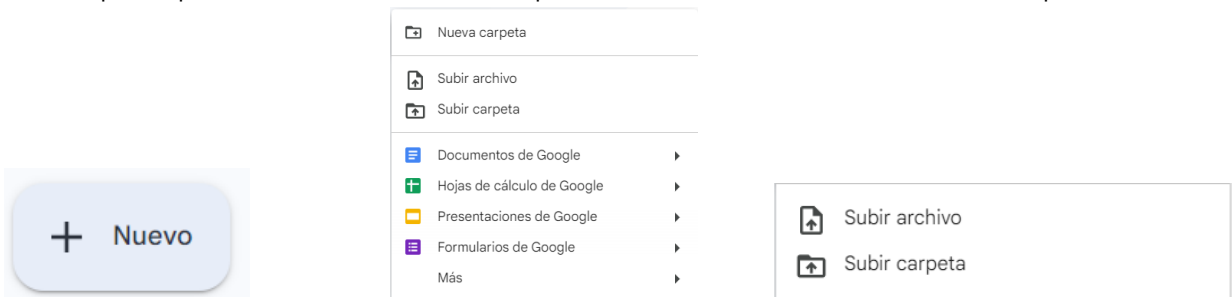 Nueva carpeta
Subir archivo
Subir carpeta
Documentos de Google
Hojas de cálculo de Google
Presentaciones de Google
Formularios de Google
Más
Nuevo
Subir archivo
Subir carpeta